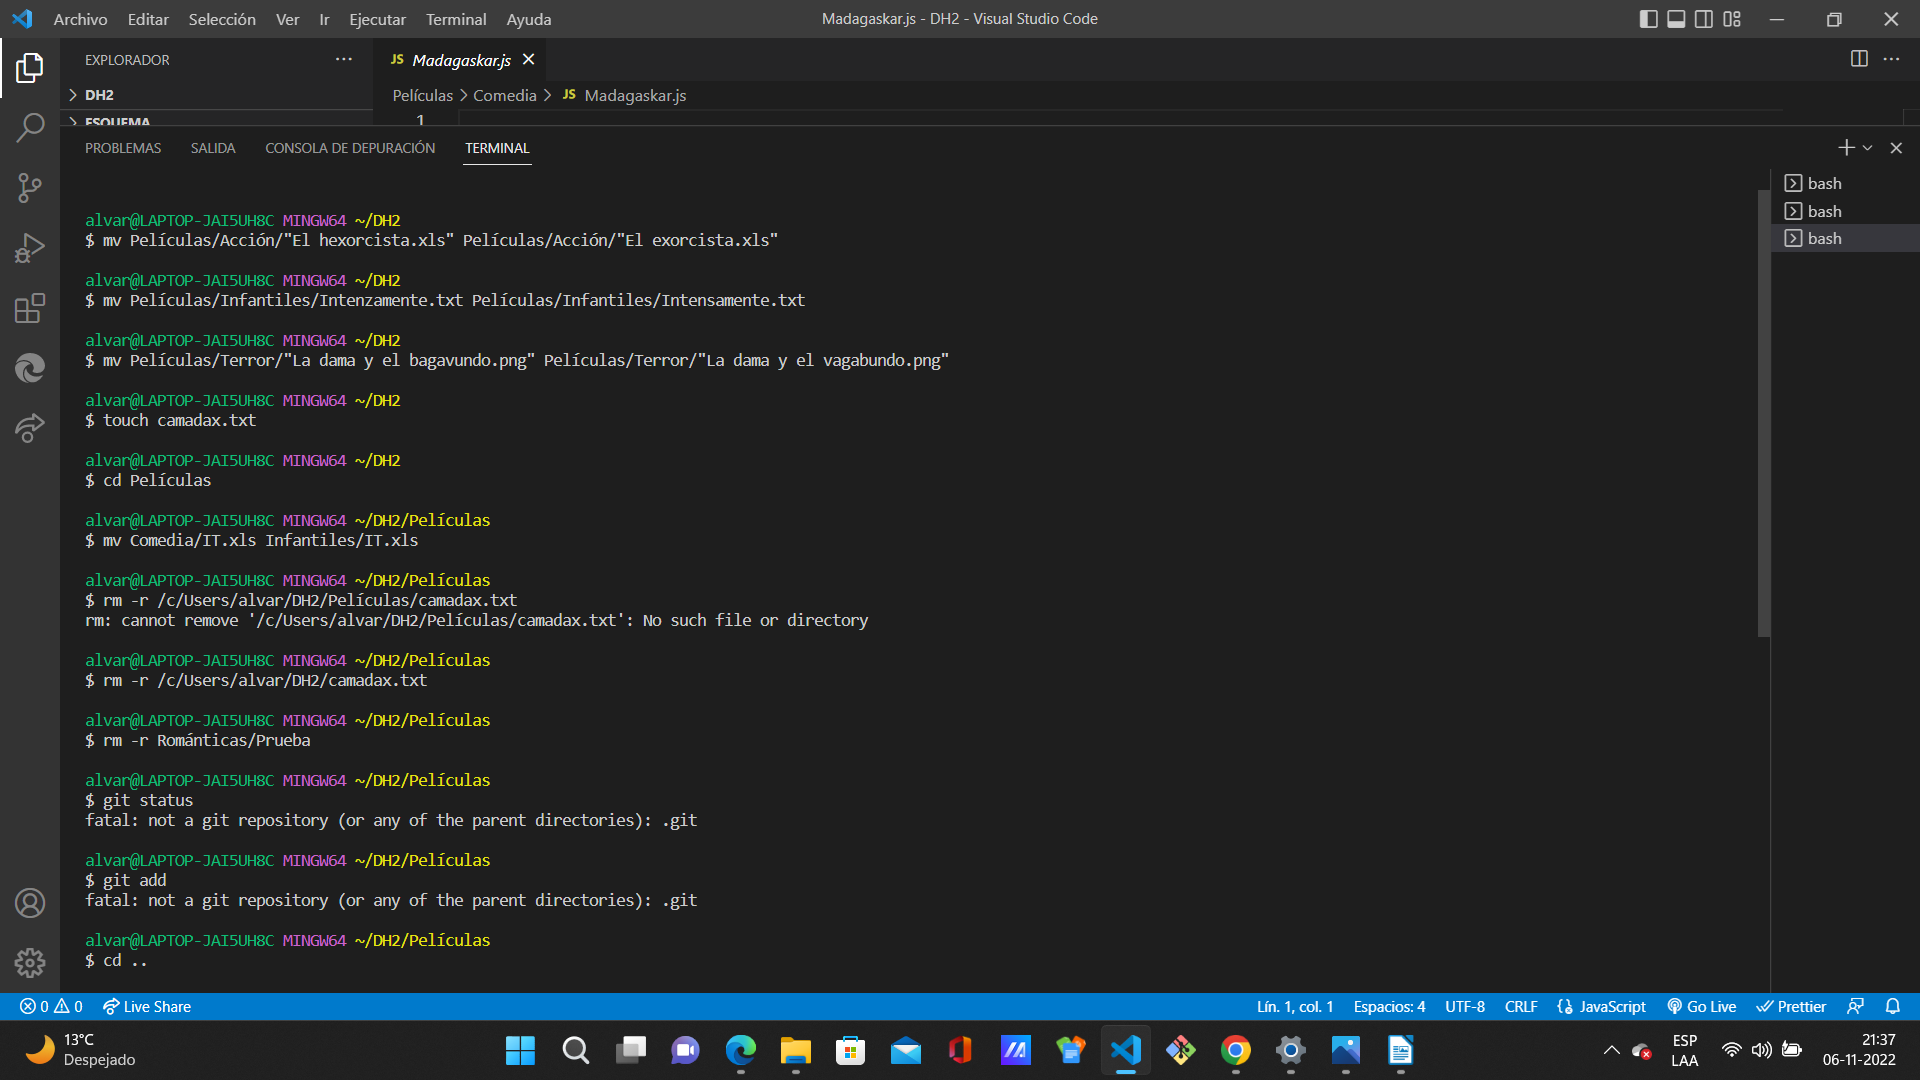 Archivo Editar Selección Ver Ir Ejecutar Terminal Ayuda
Madagaskar.js - DH2 - Visual Studio Code
EXPLORADOR
JS Madagaskar.js
DH2
Películas > Comedia > JS Madagaskar.js
ESQUEMA
1
PROBLEMAS SALIDA CONSOLA DE DEPURACIÓN TERMINAL
bash
bash
bash
alvar@LAPTOP-JAI5UH8C MINGW64 ~/DH2
$ mv Películas/Acción/"El hexorcista.xls" Películas/Acción/"El exorcista.xls"
alvar@LAPTOP-JAI5UH8C MINGW64 ~/DH2
$ mv Películas/Infantiles/Intenzamente.txt Películas/Infantiles/Intensamente.txt
alvar@LAPTOP-JAI5UH8C MINGW64 ~/DH2
$ mv Películas/Terror/"La dama y el bagavundo.png" Películas/Terror/"La dama y el vagabundo.png"
alvar@LAPTOP-JAI5UH8C MINGW64 ~/DH2
$ touch camadax.txt
alvar@LAPTOP-JAI5UH8C MINGW64 ~/DH2
$ cd Películas
alvar@LAPTOP-JAI5UH8C MINGW64 ~/DH2/Películas
$ mv Comedia/IT.xls Infantiles/IT.xls
alvar@LAPTOP-JAI5UH8C MINGW64 ~/DH2/Películas
$ rm -r /c/Users/alvar/DH2/Películas/camadax.txt
rm: cannot remove '/c/Users/alvar/DH2/Películas/camadax.txt': No such file or directory
alvar@LAPTOP-JAI5UH8C MINGW64 ~/DH2/Películas
$ rm -r /c/Users/alvar/DH2/camadax.txt
alvar@LAPTOP-JAI5UH8C MINGW64 ~/DH2/Películas
$ rm -r Románticas/Prueba
alvar@LAPTOP-JAI5UH8C MINGW64 ~/DH2/Películas
$ git status
fatal: not a git repository (or any of the parent directories): .git
alvar@LAPTOP-JAI5UH8C MINGW64 ~/DH2/Películas
$ git add
fatal: not a git repository (or any of the parent directories): .git
alvar@LAPTOP-JAI5UH8C MINGW64 ~/DH2/Películas
$ cd ..
0 0 Live Share
Lín. 1, col. 1 Espacios: 4 UTF-8 CRLF JavaScript Go Live Prettier
13°C
Despejado
ESP
LAA
21:37
06-11-2022